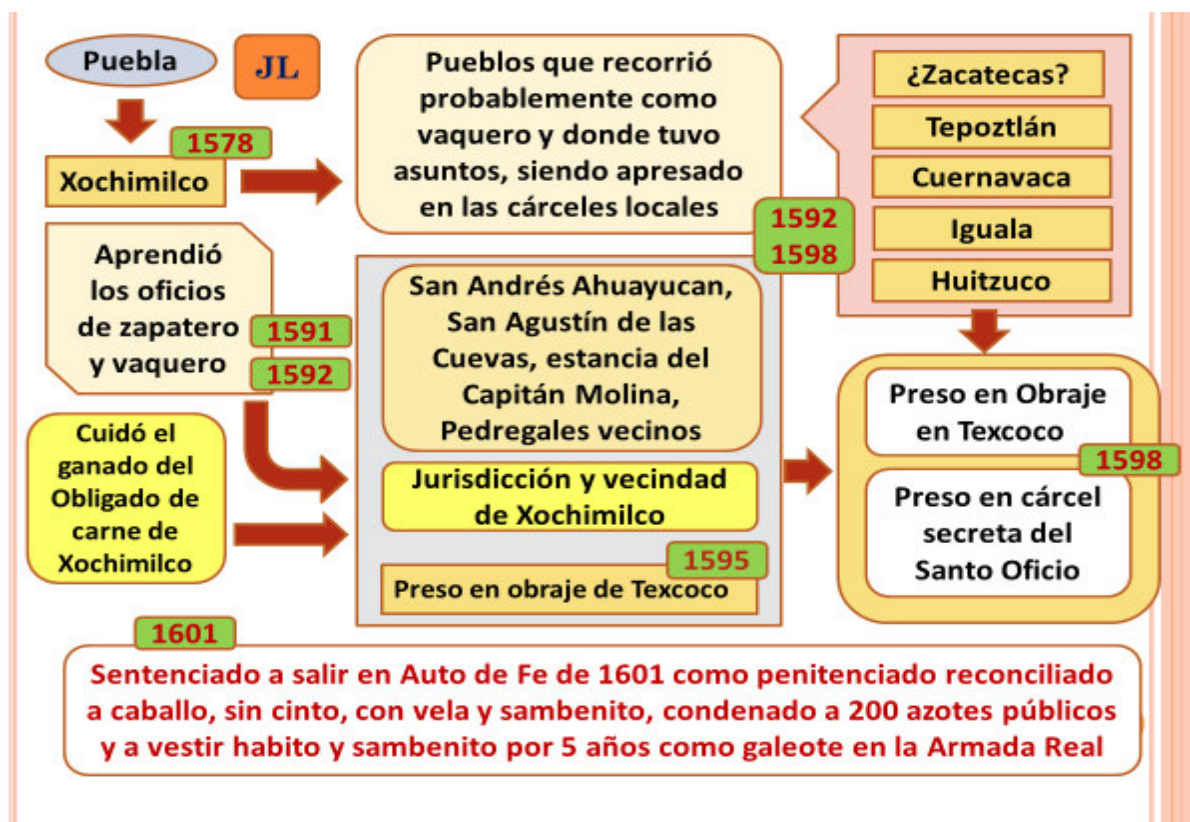 Puebla
JL
1578
Xochimilco
Pueblos que recorrió
probablemente como
vaquero y donde tuvo
asuntos, siendo apresado
en las cárceles locales
1592
1598
¿Zacatecas?
Tepoztlán
Cuernavaca
Iguala
Huitzuco
Aprendió
los oficios
de zapatero
y vaquero
1591
1592
Cuidó el
ganado del
Obligado de
carne de
Xochimilco
San Andrés Ahuayucan,
San Agustín de las
Cuevas, estancia del
Capitán Molina,
Pedregales vecinos
Jurisdicción y vecindad
de Xochimilco
1595
Preso en obraje de Texcoco
Preso en Obraje
en Texcoco
1598
Preso en cárcel
secreta del
Santo Oficio
1601
Sentenciado a salir en Auto de Fe de 1601 como penitenciado reconciliado
a caballo, sin cinto, con vela y sambenito, condenado a 200 azotes públicos
y a vestir habito y sambenito por 5 años como galeote en la Armada Real